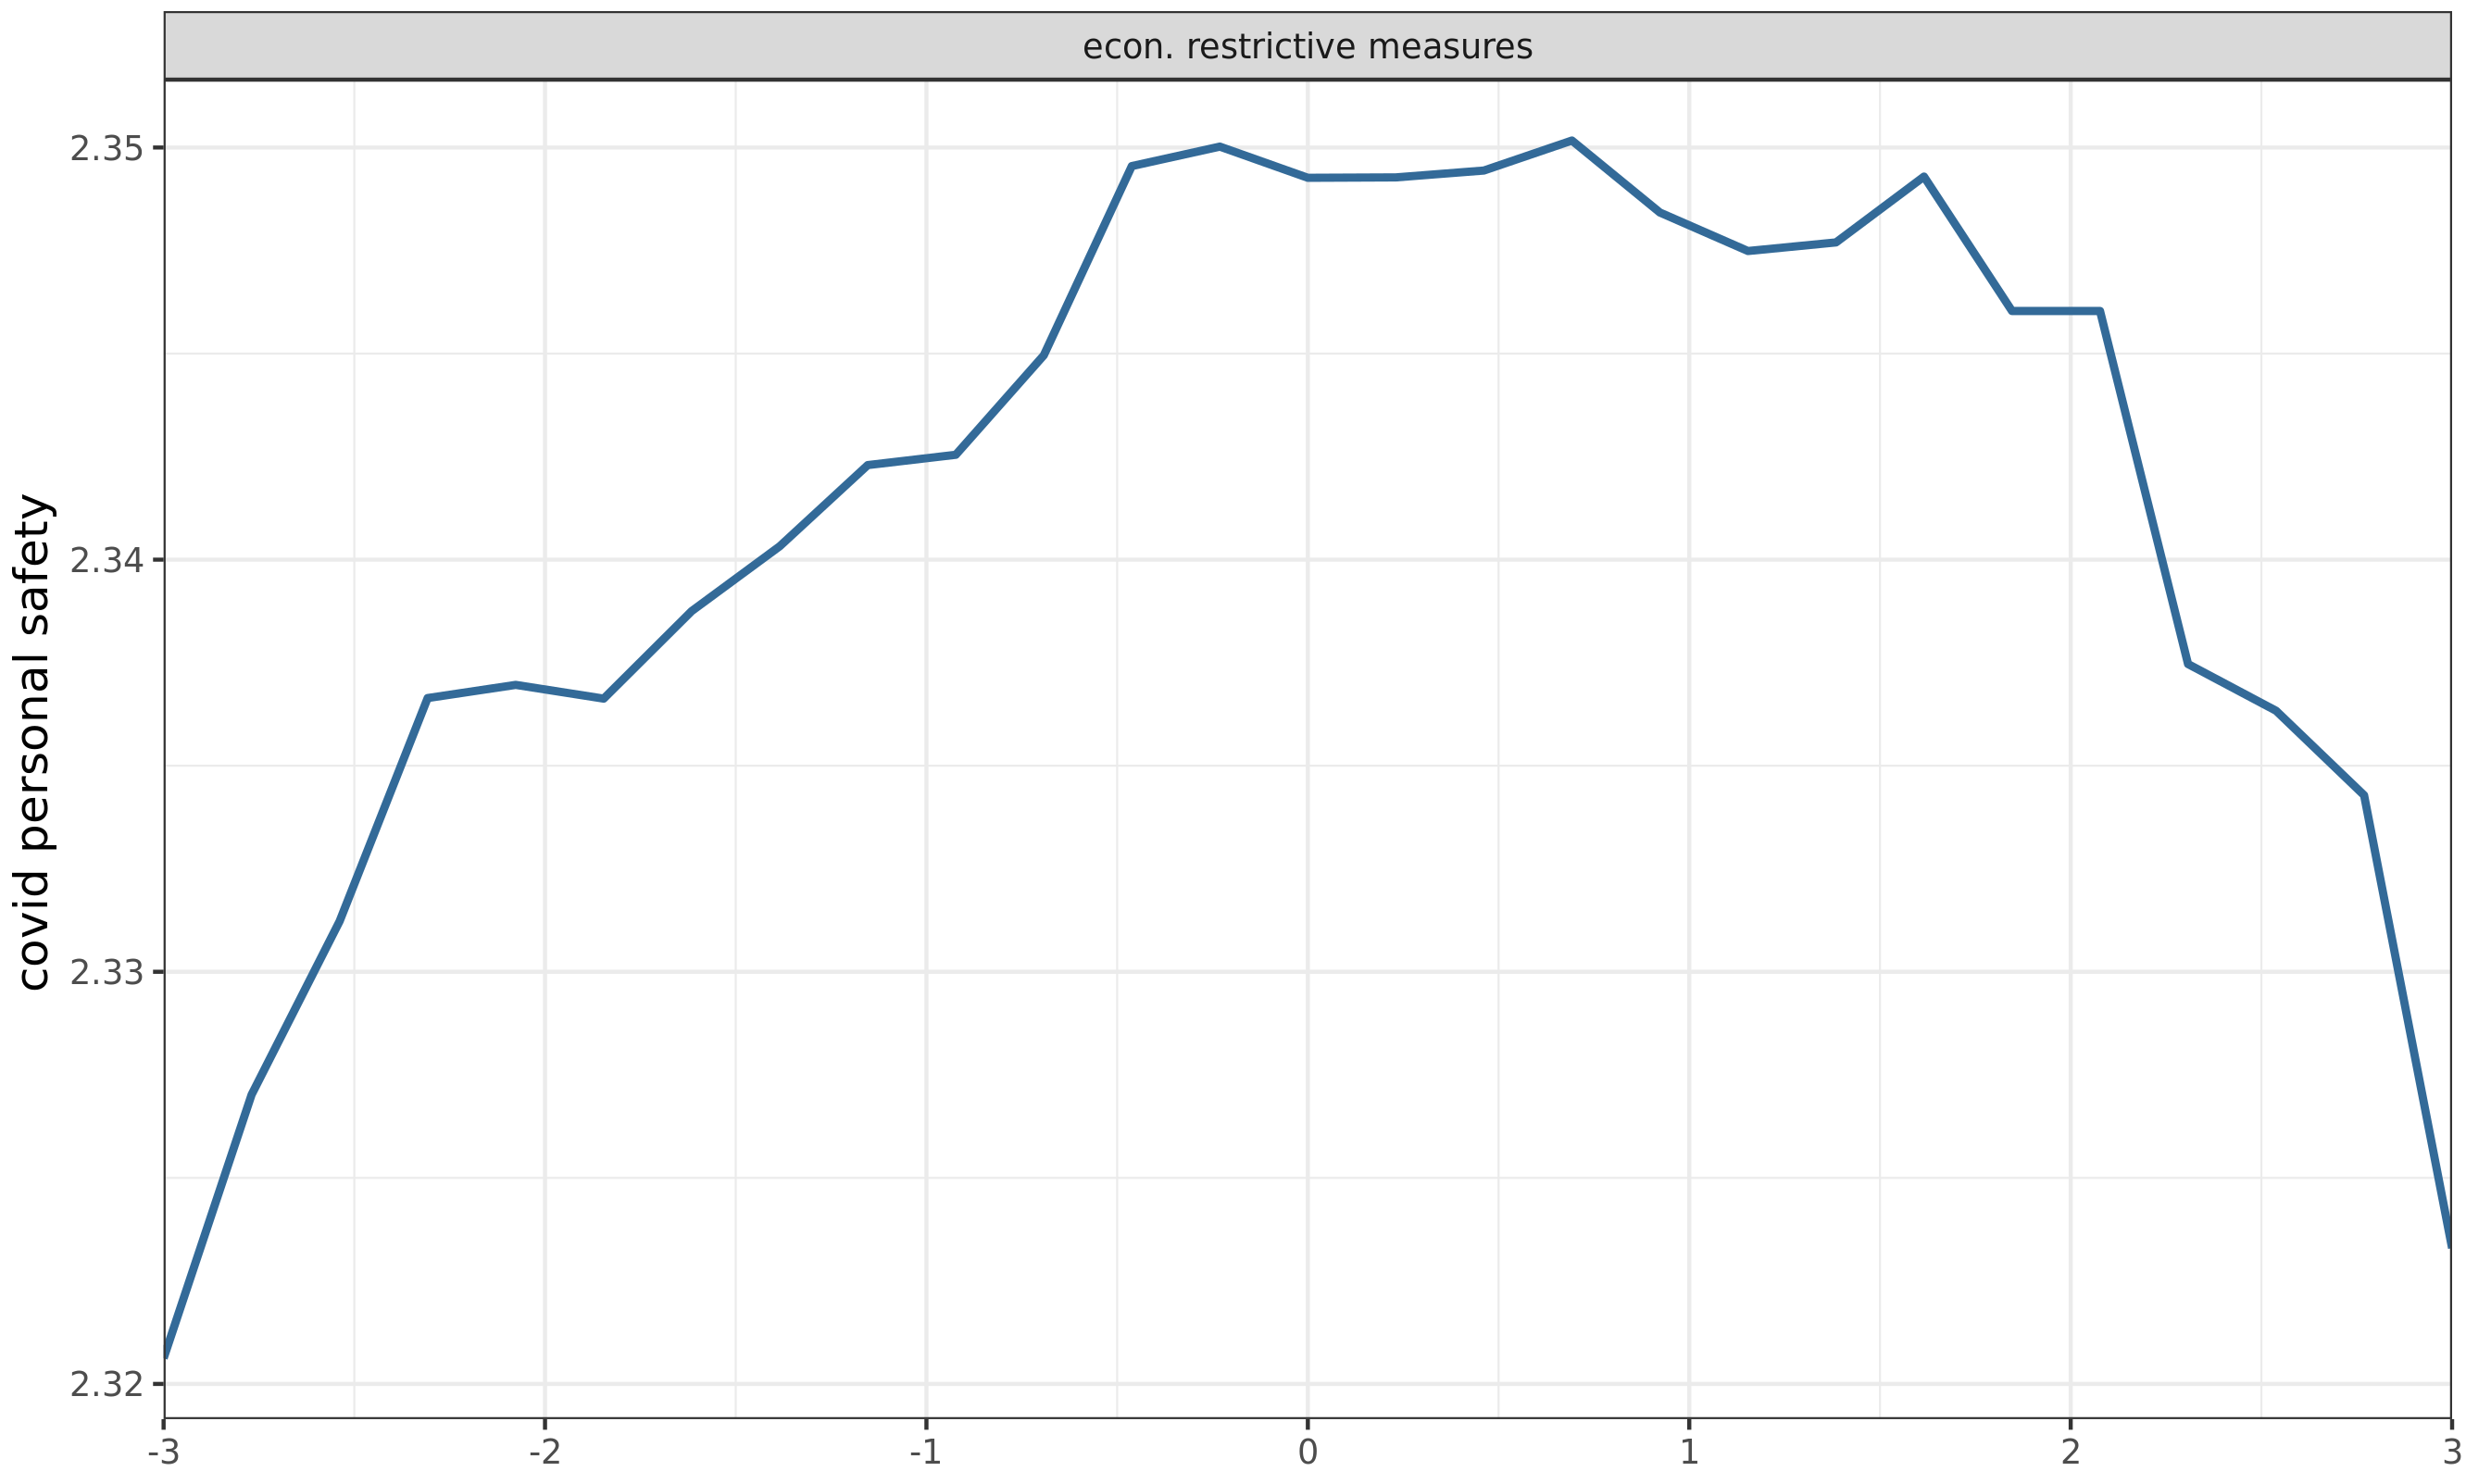 econ. restrictive measures
covid personal safety
2.35
2.34
2.33
2.32
-3 -2 -1 0 1 2 3